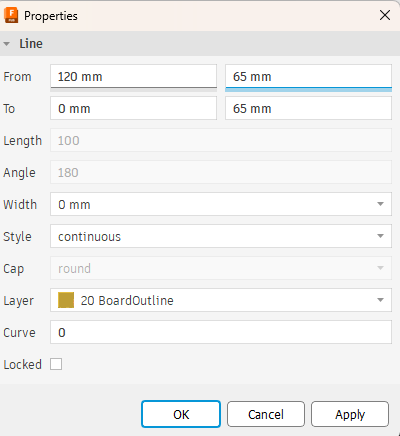 Properties
Line
From 120 mm 65 mm
To 0 mm 65 mm
Length 100
Angle 180
Width 0 mm
Style continuous
Cap round
Layer 20 BoardOutline
Curve 0
Locked
OK Cancel Apply